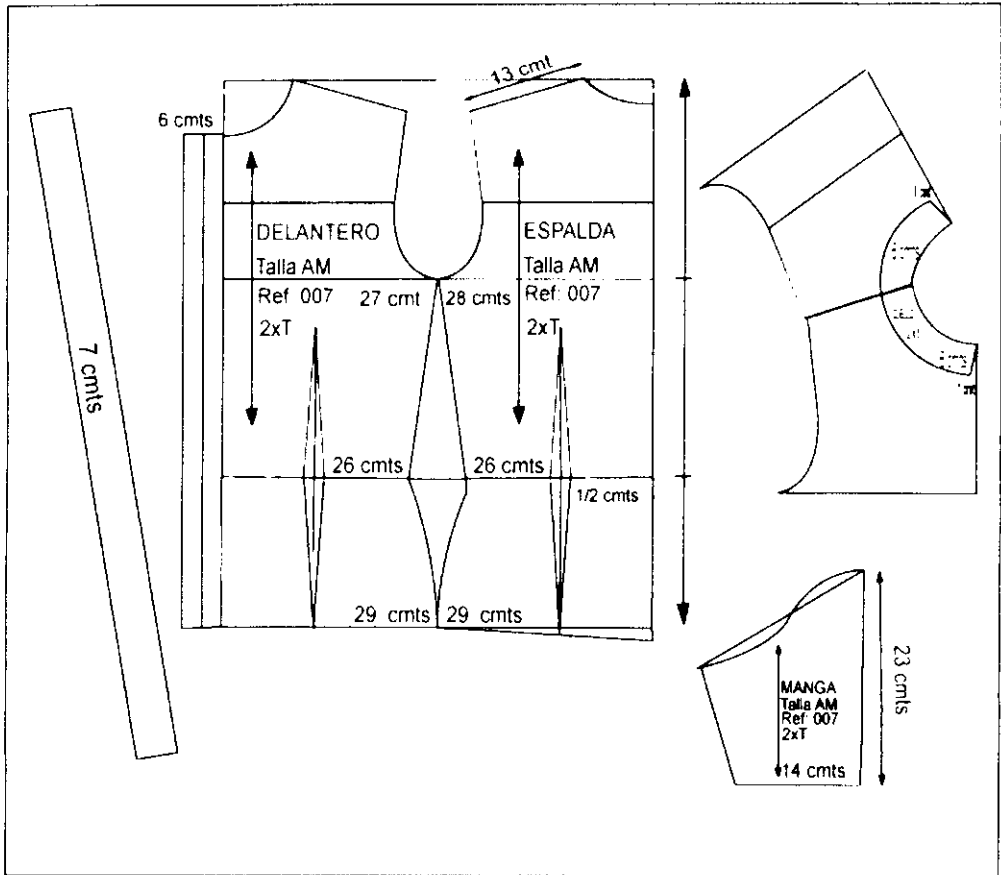 13 cmt
6 cmts
7 cmts
DELANTERO
Talla AM
Ref: 007
2xT
ESPALDA
Talla AM
Ref: 007
2xT
27 cmt
28 cmts
26 cmts
26 cmts
1/2 cmts
29 cmts
29 cmts
MANGA
Talla AM
Ref: 007
2xT
14 cmts
23 cmts